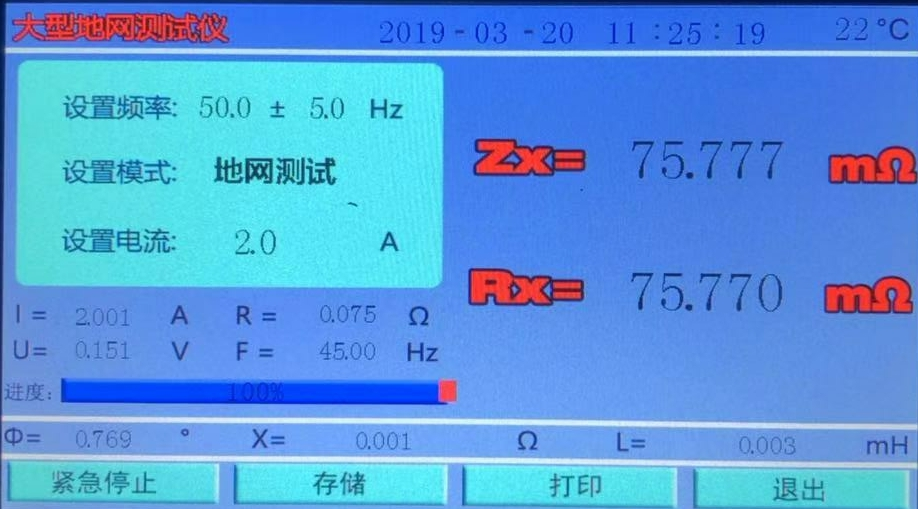 大型地网测试仪 2019-03-20 11:25:19 22℃
设置频率: 50.0 ± 5.0 Hz
设置模式: 地网测试
设置电流: 2.0 A
Zx= 75.777 mΩ
Rx= 75.770 mΩ
I = 2.001 A R = 0.075 Ω
U= 0.151 V F = 45.00 Hz
进度: 100%
Φ= 0.769 ° X= 0.001 Ω L= 0.003 mH
紧急停止 存储 打印 退出